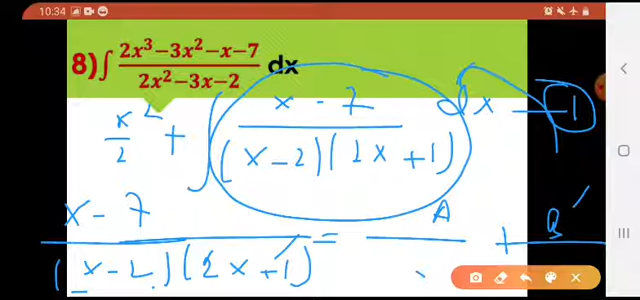 10:34
8) ∫ (2x³−3x²−x−7)/(2x²−3x−2) dx
x²/2 + ∫ (x − 7)/((x−2)(2x+1)) dx — 1
(x − 7)/((x−2)(2x+1)) = A/ + B/